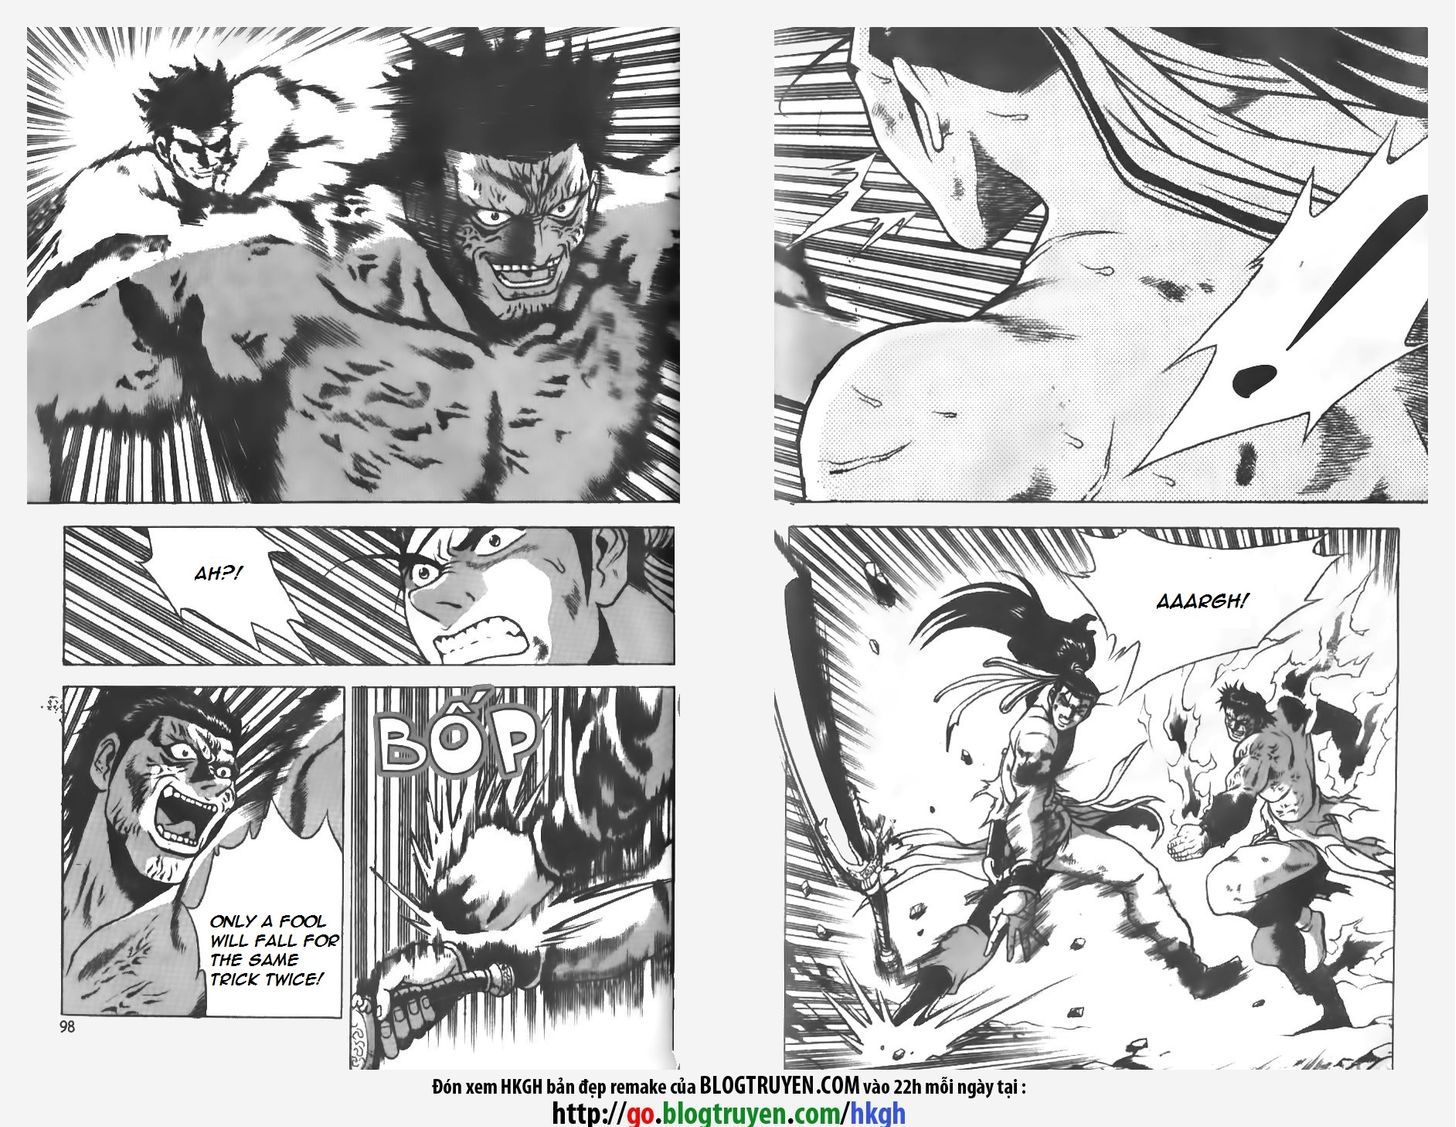 !
AH?!
BỐP
ONLY A FOOL
WILL FALL FOR
THE SAME
TRICK TWICE!
98
AAARGH!
Đón xem HKGH bản đẹp remake của BLOGTRUYEN.COM vào 22h mỗi ngày tại :
http://go.blogtruyen.com/hkgh